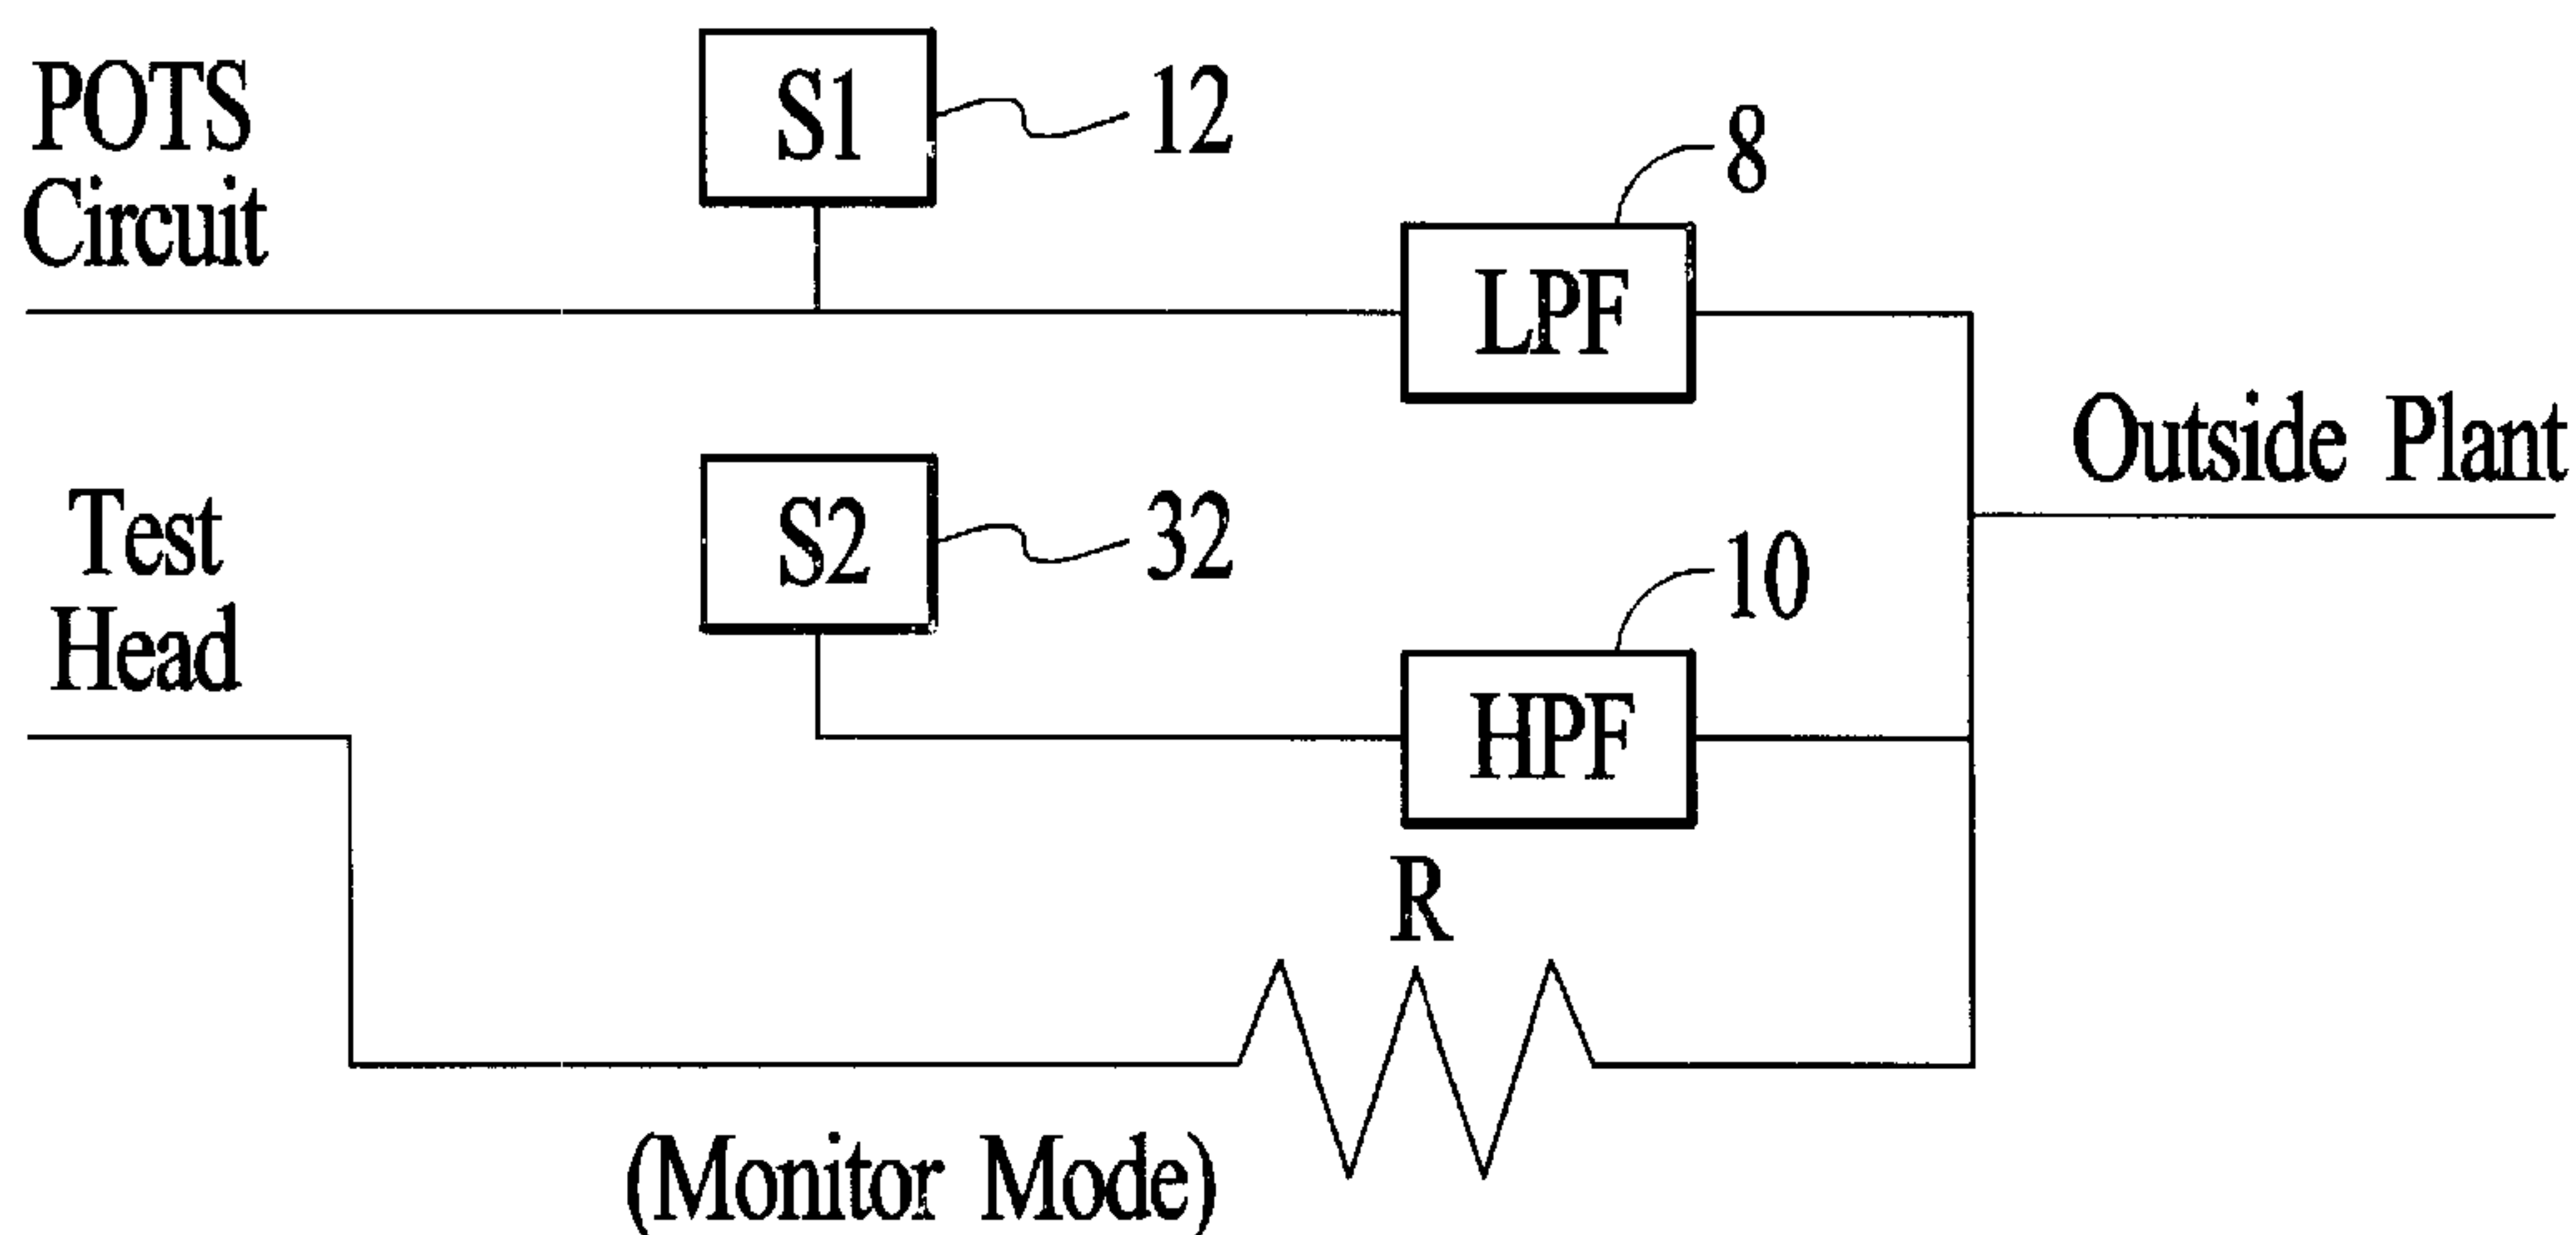 POTS
Circuit
S1
12
8
LPF
Outside Plant
Test
Head
S2
32
10
HPF
R
(Monitor Mode)